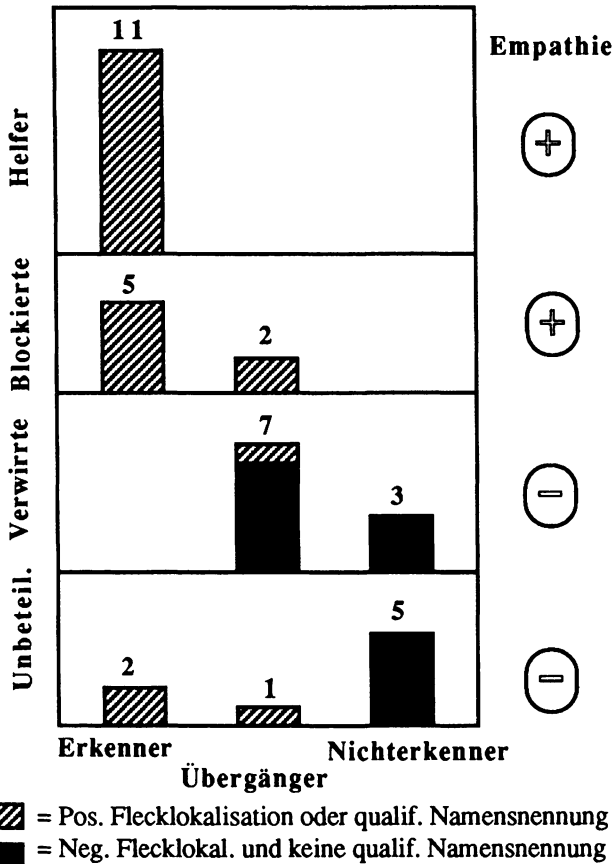 Empathie
Helfer
11
+
Blockierte
5
2
+
Verwirrte
7
3
−
Unbeteil.
2
1
5
−
Erkenner
Übergänger
Nichterkenner
= Pos. Flecklokalisation oder qualif. Namensnennung
= Neg. Flecklokal. und keine qualif. Namensnennung